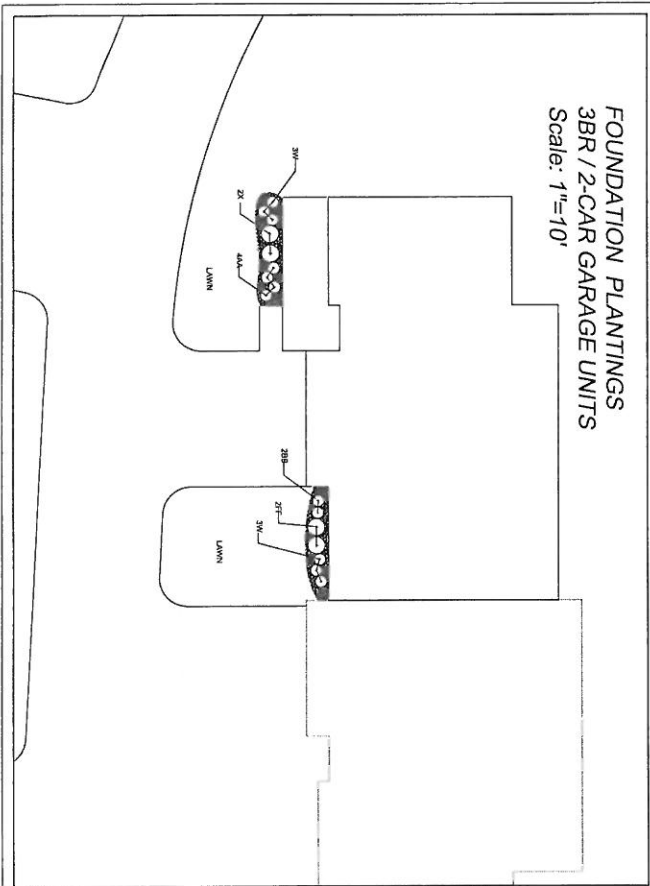 FOUNDATION PLANTINGS
3BR / 2-CAR GARAGE UNITS
Scale: 1"=10'
3W
2X
4AA
LAWN
2BB
2FF
3W
LAWN